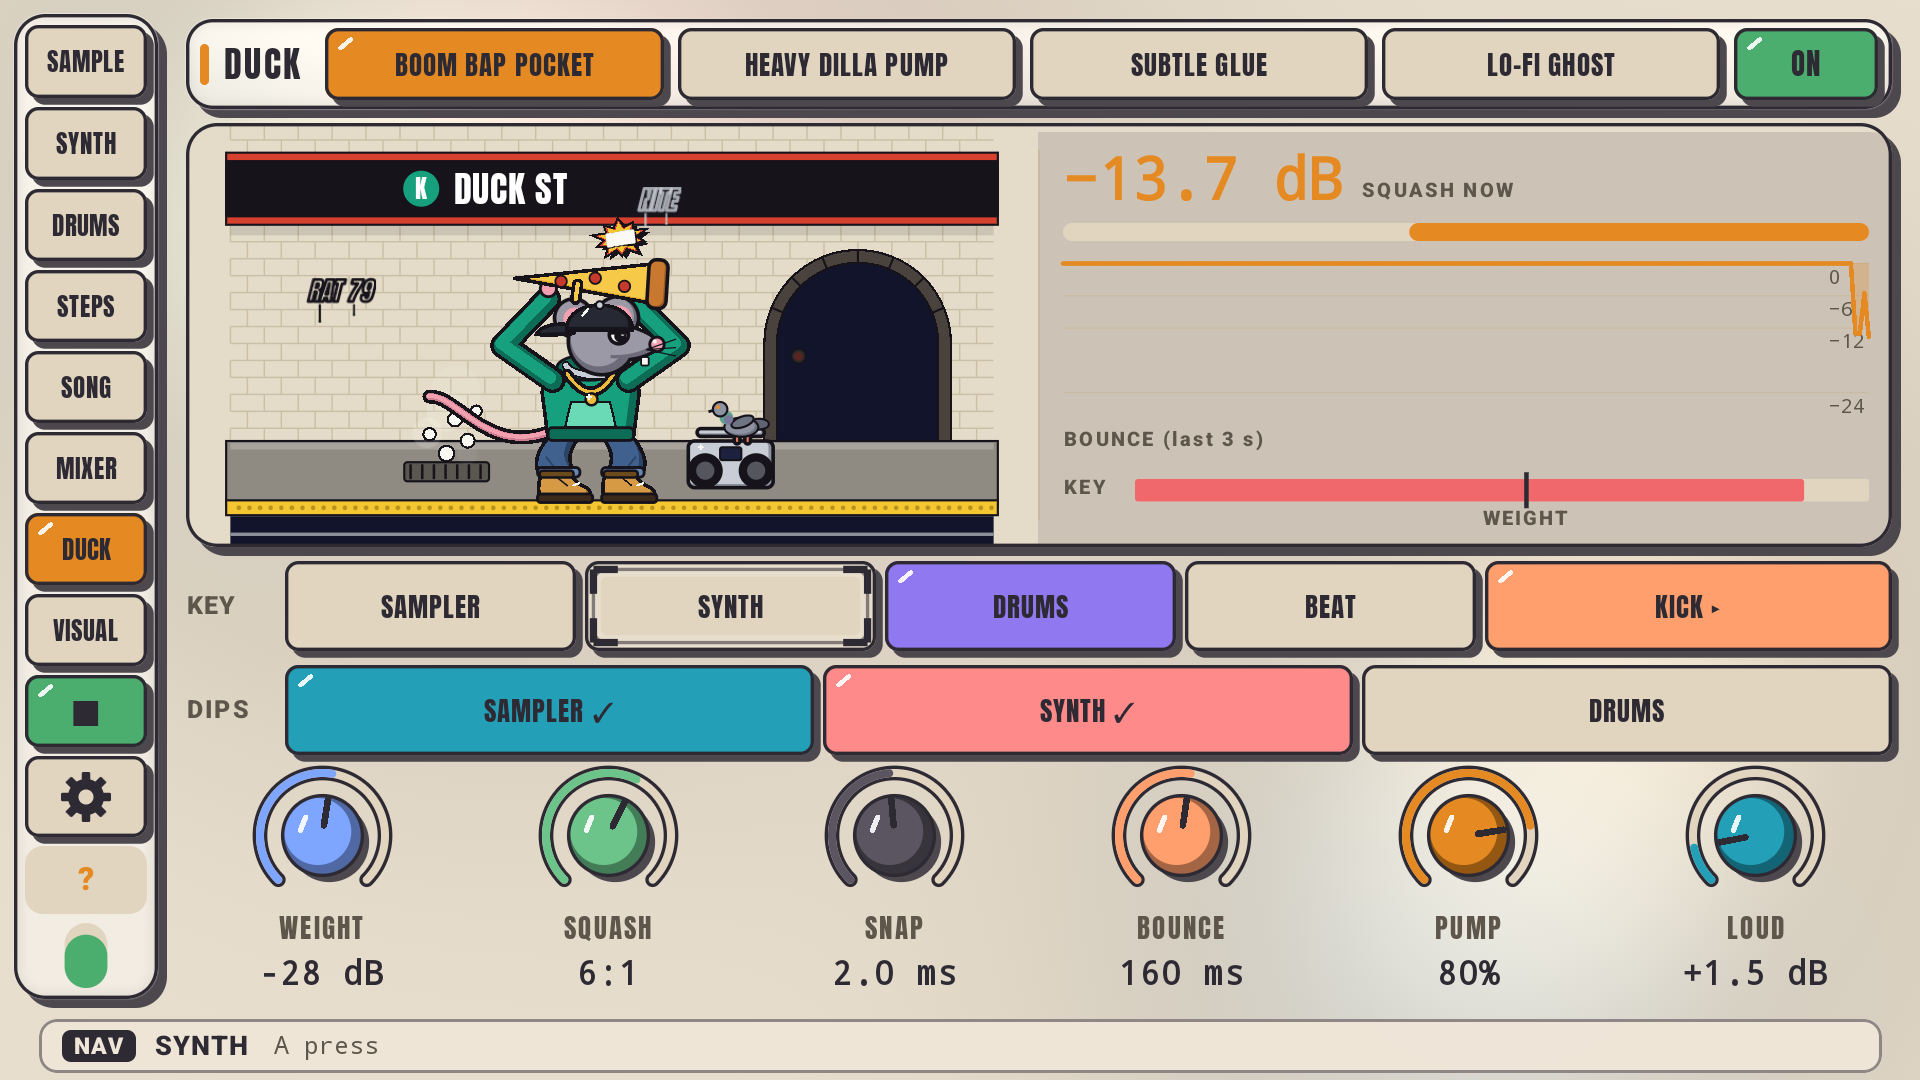 SAMPLE
SYNTH
DRUMS
STEPS
SONG
MIXER
DUCK
VISUAL
?
DUCK
BOOM BAP POCKET
HEAVY DILLA PUMP
SUBTLE GLUE
LO-FI GHOST
ON
K DUCK ST
RAT 79
−13.7 dB SQUASH NOW
0
−6
−12
−24
BOUNCE (last 3 s)
KEY
WEIGHT
KEY
SAMPLER
SYNTH
DRUMS
BEAT
KICK ▸
DIPS
SAMPLER ✓
SYNTH ✓
DRUMS
WEIGHT
-28 dB
SQUASH
6:1
SNAP
2.0 ms
BOUNCE
160 ms
PUMP
80%
LOUD
+1.5 dB
NAV SYNTH A press